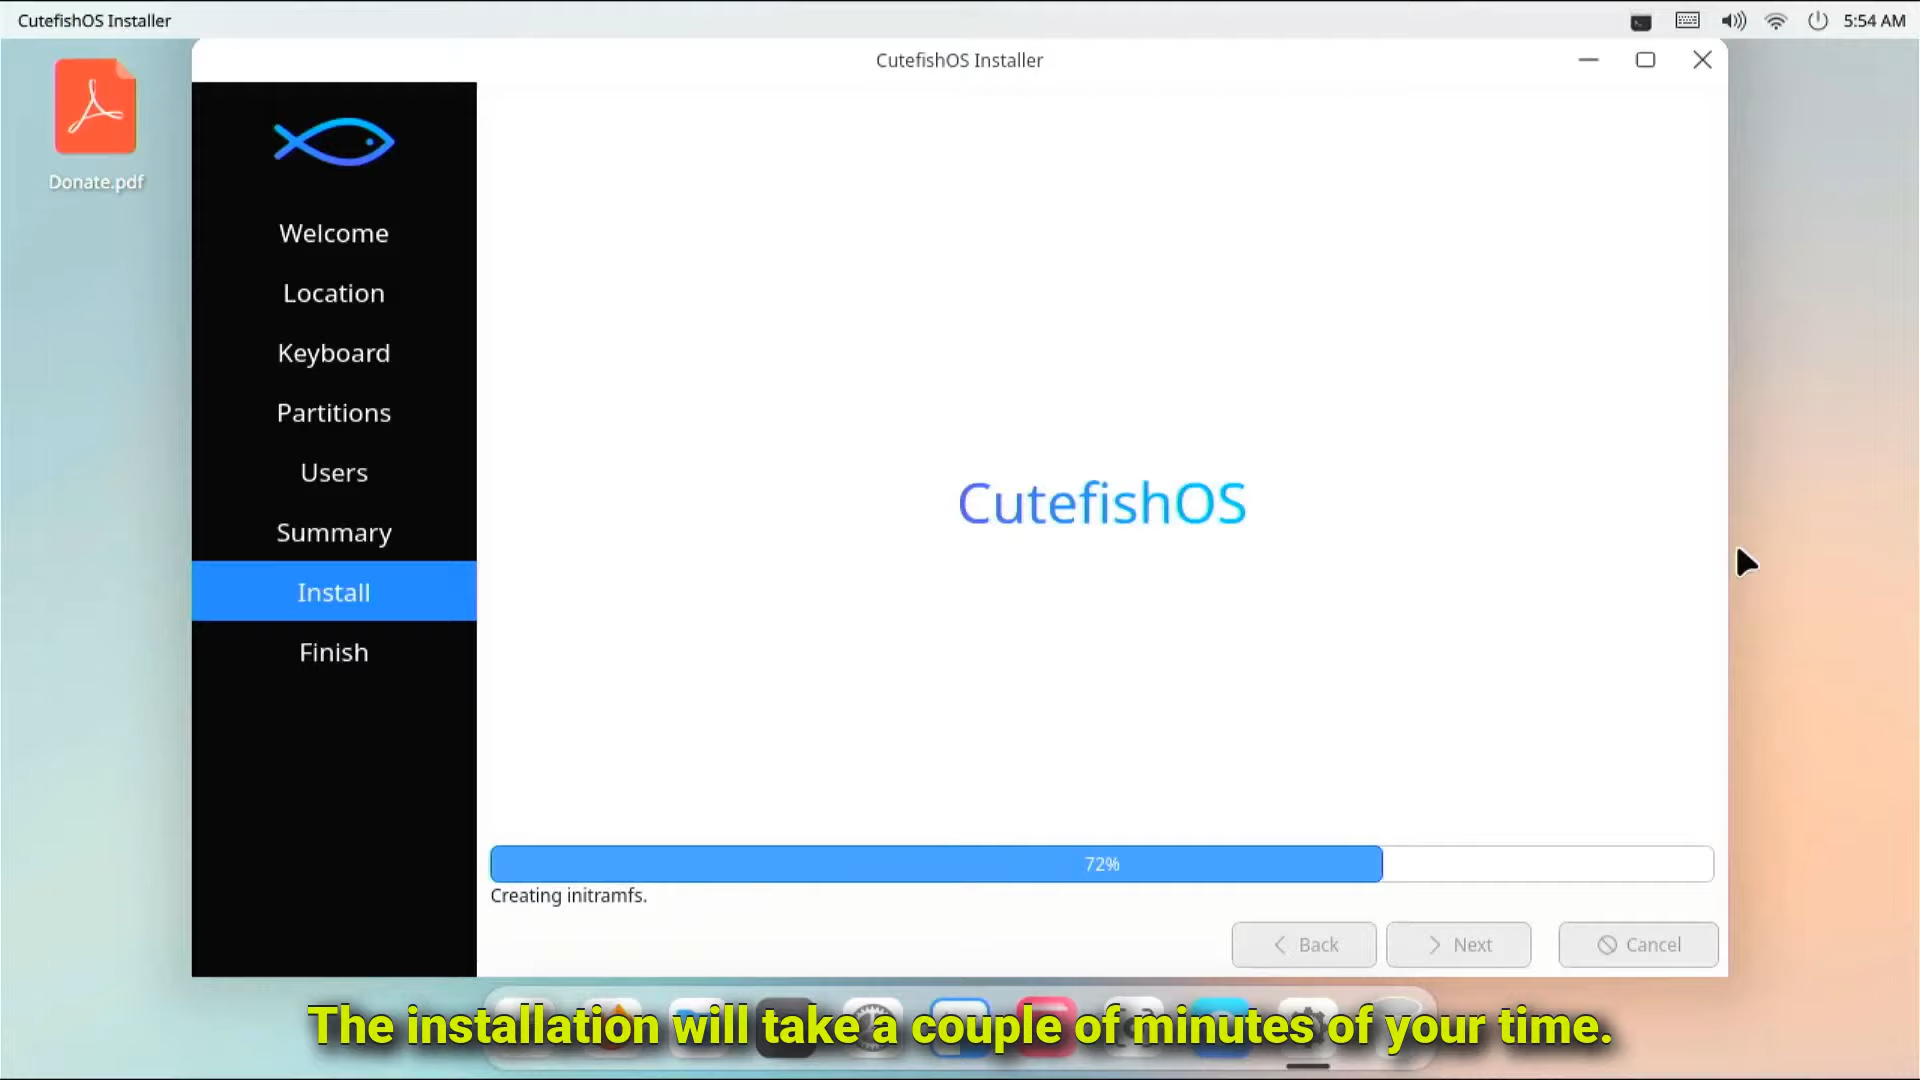 CutefishOS Installer
5:54 AM
CutefishOS Installer
Donate.pdf
Welcome
Location
Keyboard
Partitions
Users
Summary
Install
Finish
CutefishOS
72%
Creating initramfs.
Back
Next
Cancel
The installation will take a couple of minutes of your time.